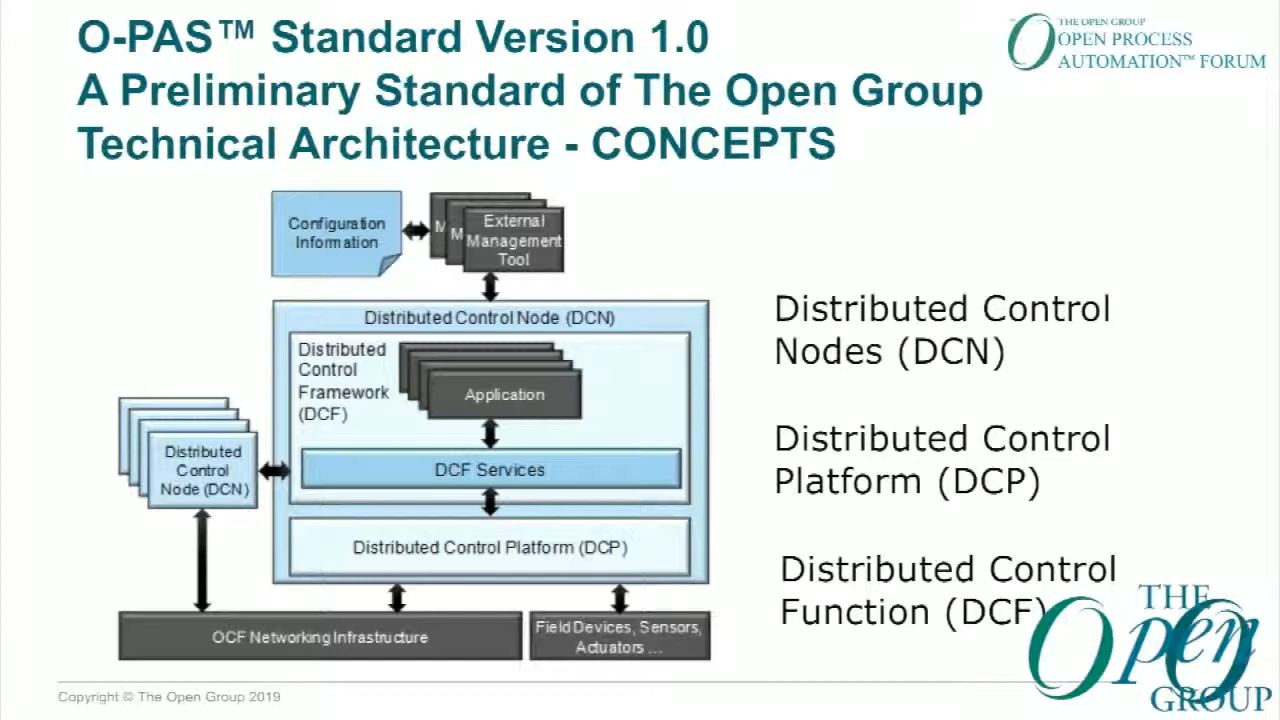 O-PAS™ Standard Version 1.0
A Preliminary Standard of The Open Group
Technical Architecture - CONCEPTS
THE OPEN GROUP
OPEN PROCESS
AUTOMATION™ FORUM
Configuration
Information
M
M
External
Management
Tool
Distributed Control Node (DCN)
Distributed
Control
Framework
(DCF)
Application
DCF Services
Distributed Control Platform (DCP)
Distributed
Control
Node (DCN)
OCF Networking Infrastructure
Field Devices, Sensors,
Actuators ...
Distributed Control
Nodes (DCN)
Distributed Control
Platform (DCP)
Distributed Control
Function (DCF)
THE
Open
GROUP
Copyright © The Open Group 2019